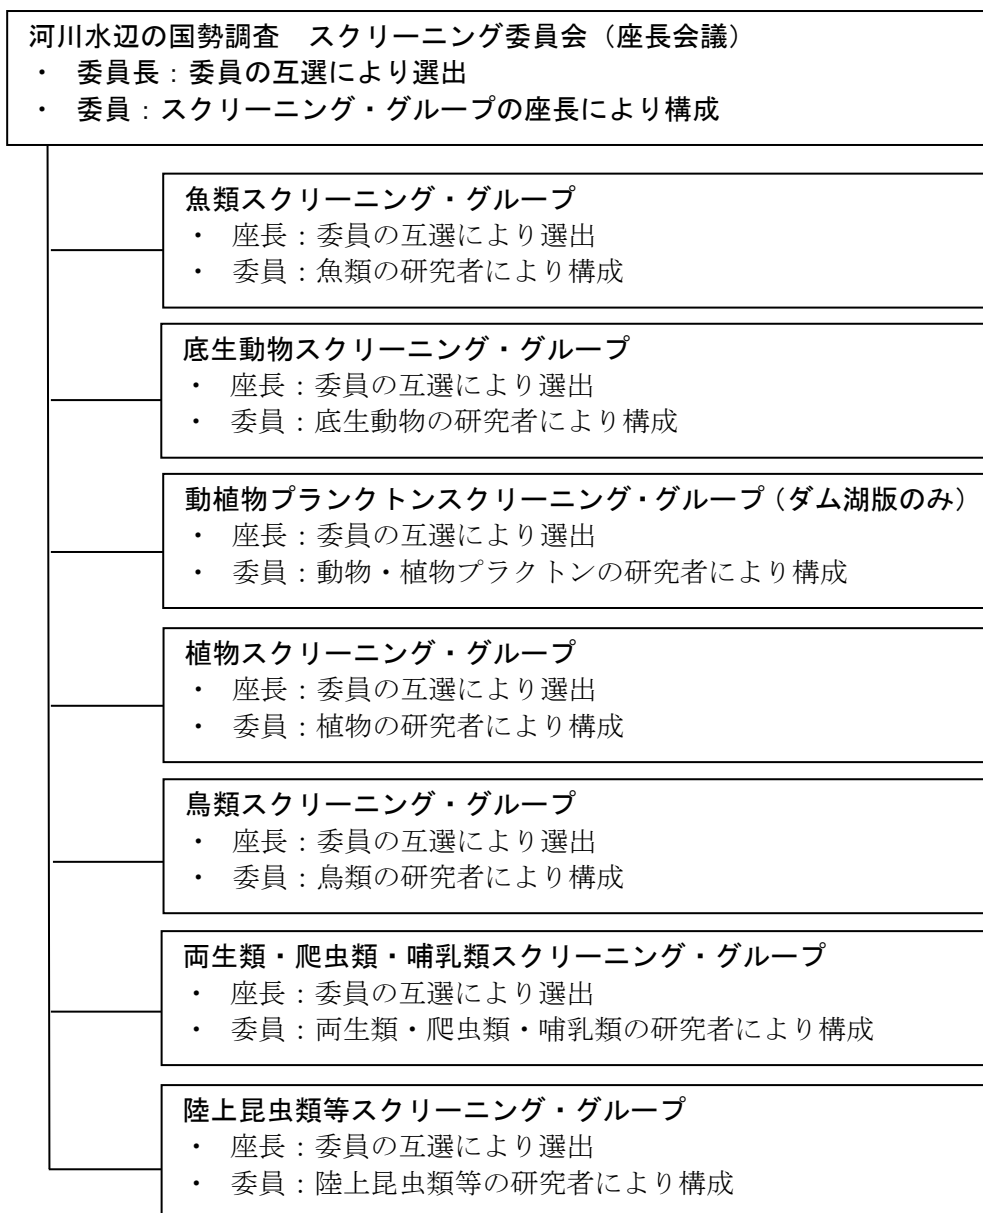 河川水辺の国勢調査　スクリーニング委員会（座長会議）
・ 委員長：委員の互選により選出
・ 委員：スクリーニング・グループの座長により構成
魚類スクリーニング・グループ
・ 座長：委員の互選により選出
・ 委員：魚類の研究者により構成
底生動物スクリーニング・グループ
・ 座長：委員の互選により選出
・ 委員：底生動物の研究者により構成
動植物プランクトンスクリーニング・グループ（ダム湖版のみ）
・ 座長：委員の互選により選出
・ 委員：動物・植物プラクトンの研究者により構成
植物スクリーニング・グループ
・ 座長：委員の互選により選出
・ 委員：植物の研究者により構成
鳥類スクリーニング・グループ
・ 座長：委員の互選により選出
・ 委員：鳥類の研究者により構成
両生類・爬虫類・哺乳類スクリーニング・グループ
・ 座長：委員の互選により選出
・ 委員：両生類・爬虫類・哺乳類の研究者により構成
陸上昆虫類等スクリーニング・グループ
・ 座長：委員の互選により選出
・ 委員：陸上昆虫類等の研究者により構成